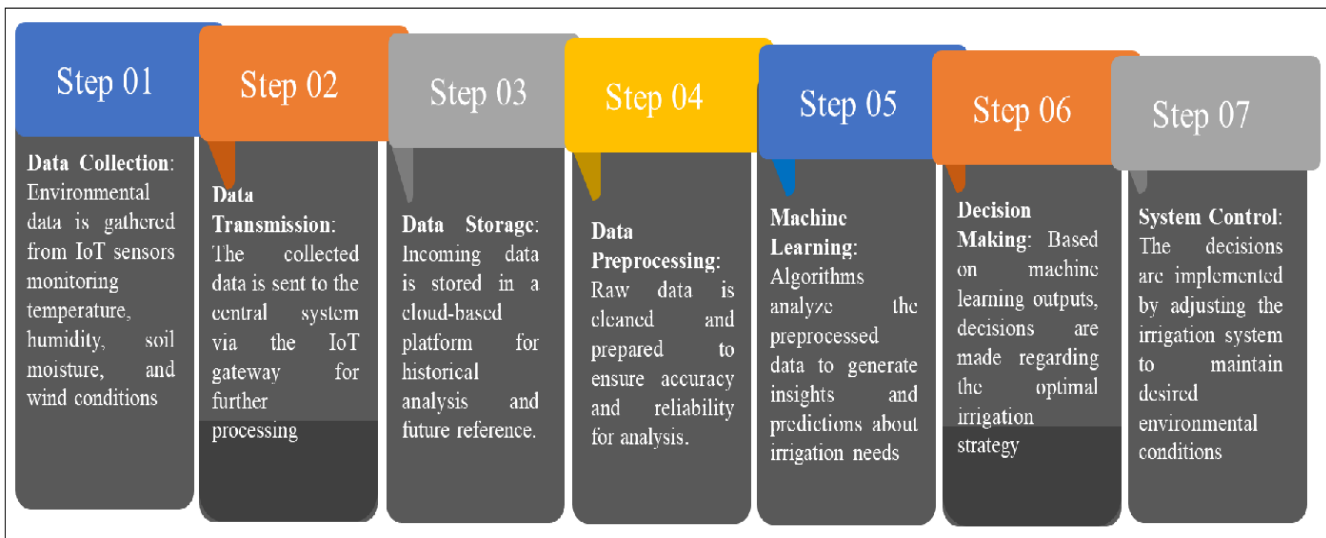 Step 01
Data Collection:
Environmental
data is gathered
from IoT sensors
monitoring
temperature,
humidity, soil
moisture, and
wind conditions
Step 02
Data
Transmission:
The collected
data is sent to the
central system
via the IoT
gateway for
further
processing
Step 03
Data Storage:
Incoming data
is stored in a
cloud-based
platform for
historical
analysis and
future reference.
Step 04
Data
Preprocessing:
Raw data is
cleaned and
prepared to
ensure accuracy
and reliability
for analysis.
Step 05
Machine
Learning:
Algorithms
analyze the
preprocessed
data to generate
insights and
predictions about
irrigation needs
Step 06
Decision
Making: Based
on machine
learning outputs,
decisions are
made regarding
the optimal
irrigation
strategy
Step 07
System Control:
The decisions
are implemented
by adjusting the
irrigation system
to maintain
desired
environmental
conditions